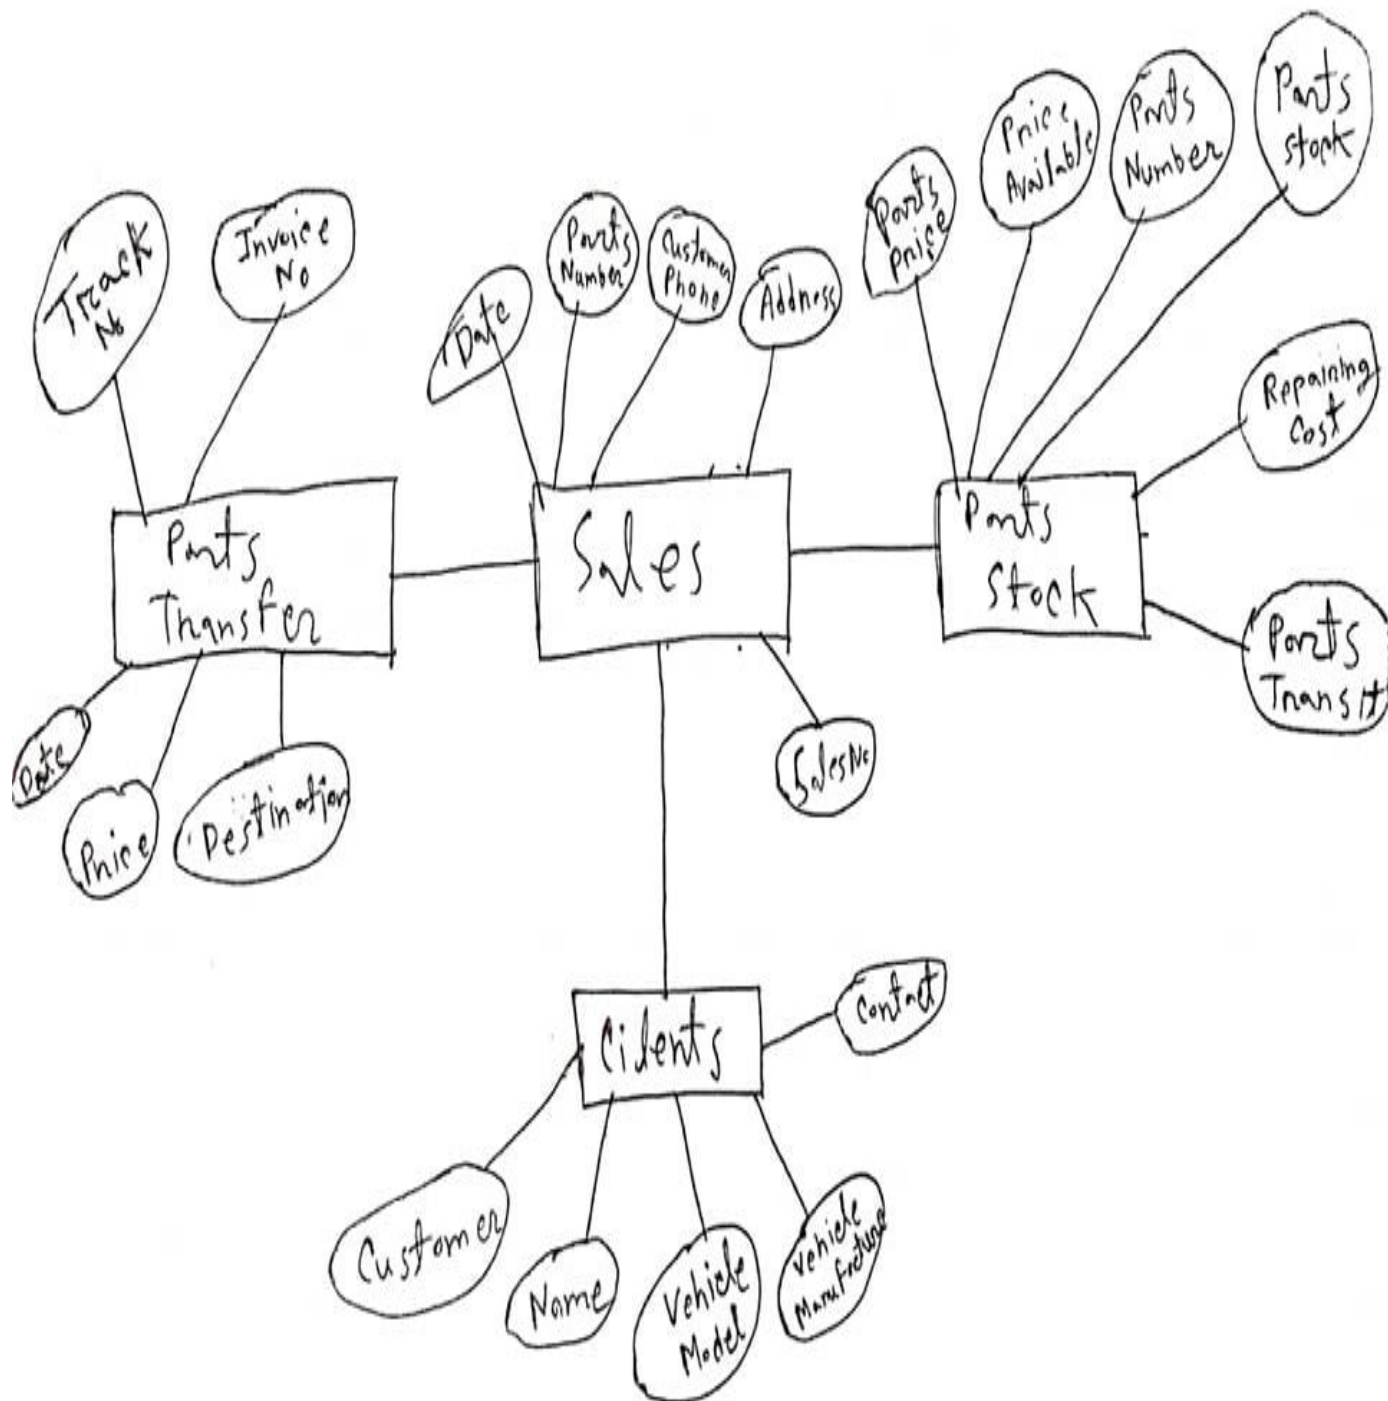 Parts
Stock
Price
Available
Parts
Number
Parts
Price
Track
No
Invoice
No
Date
Parts
Number
Customer
Phone
Address
Repairing
Cost
Parts
Transfer
Sales
Parts
Stock
Parts
Transit
Date
Price
Destination
SalesNo
Cilents
Contact
Customer
Name
Vehicle
Model
Vehicle
Manufacture